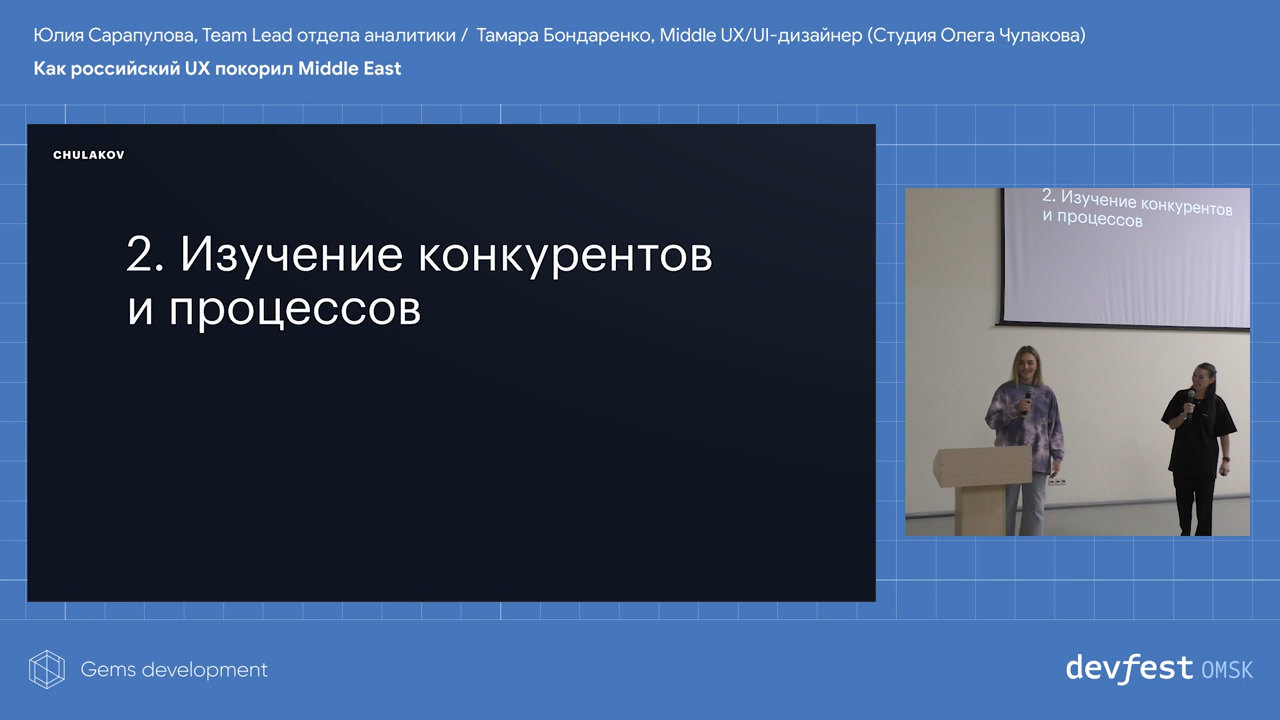 Юлия Сарапулова, Team Lead отдела аналитики / Тамара Бондаренко, Middle UX/UI-дизайнер (Студия Олега Чулакова)
Как российский UX покорил Middle East
CHULAKOV
2. Изучение конкурентов
и процессов
2. Изучение конкурентов
и процессов
Gems development
devfest OMSK